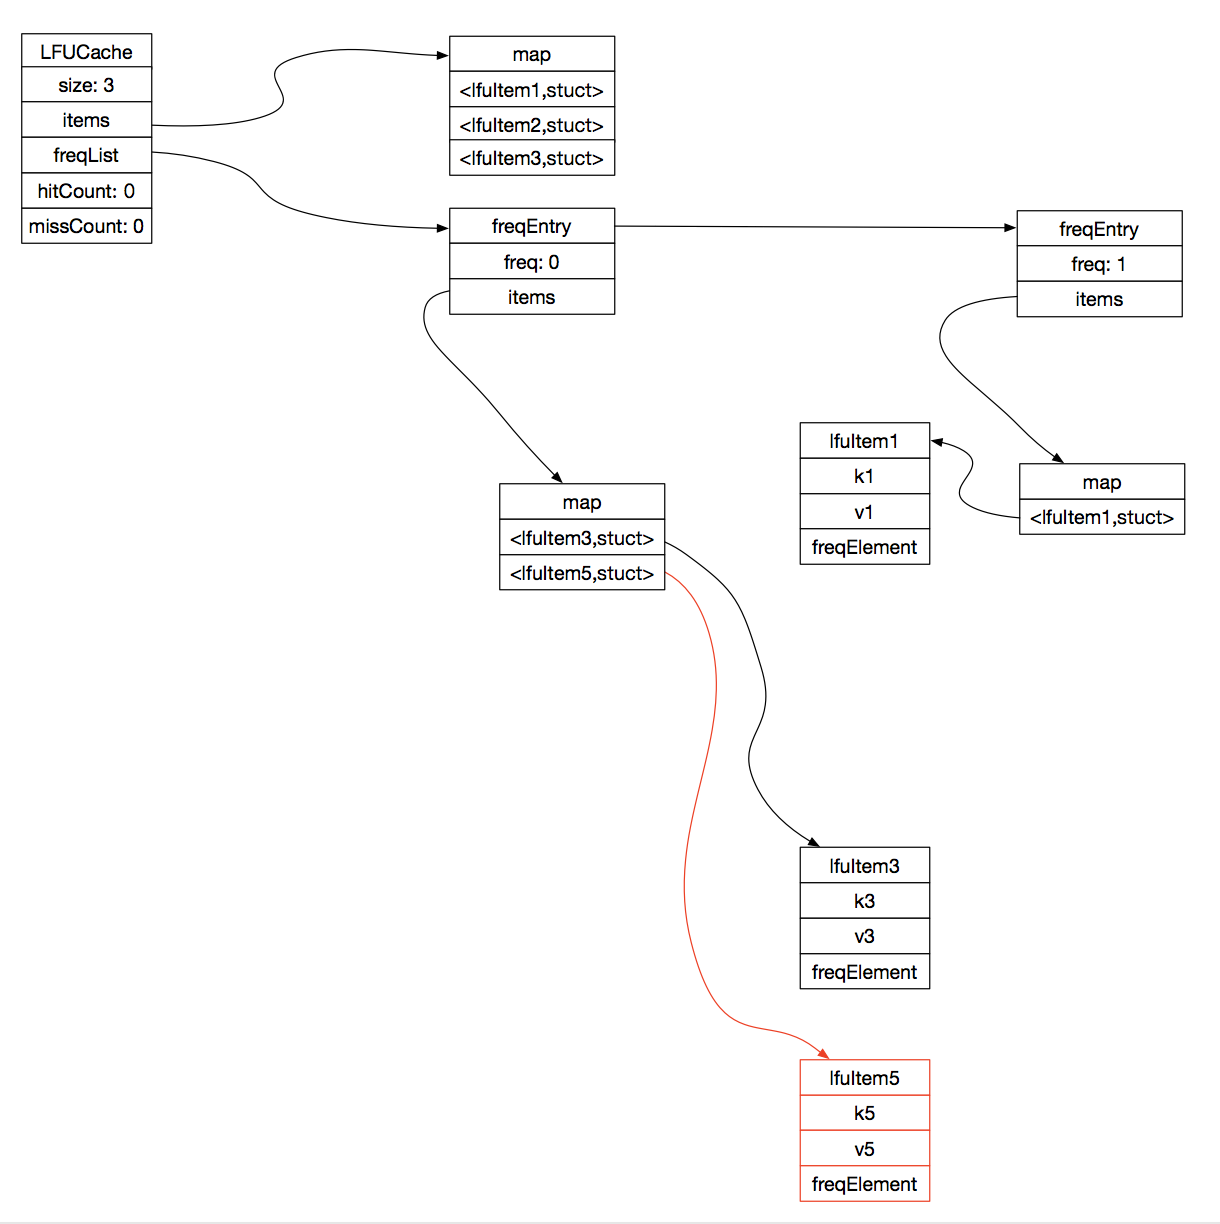 LFUCache
size: 3
items
freqList
hitCount: 0
missCount: 0
map
<lfuItem1,stuct>
<lfuItem2,stuct>
<lfuItem3,stuct>
freqEntry
freq: 0
items
freqEntry
freq: 1
items
map
<lfuItem3,stuct>
<lfuItem5,stuct>
lfuItem1
k1
v1
freqElement
map
<lfuItem1,stuct>
lfuItem3
k3
v3
freqElement
lfuItem5
k5
v5
freqElement